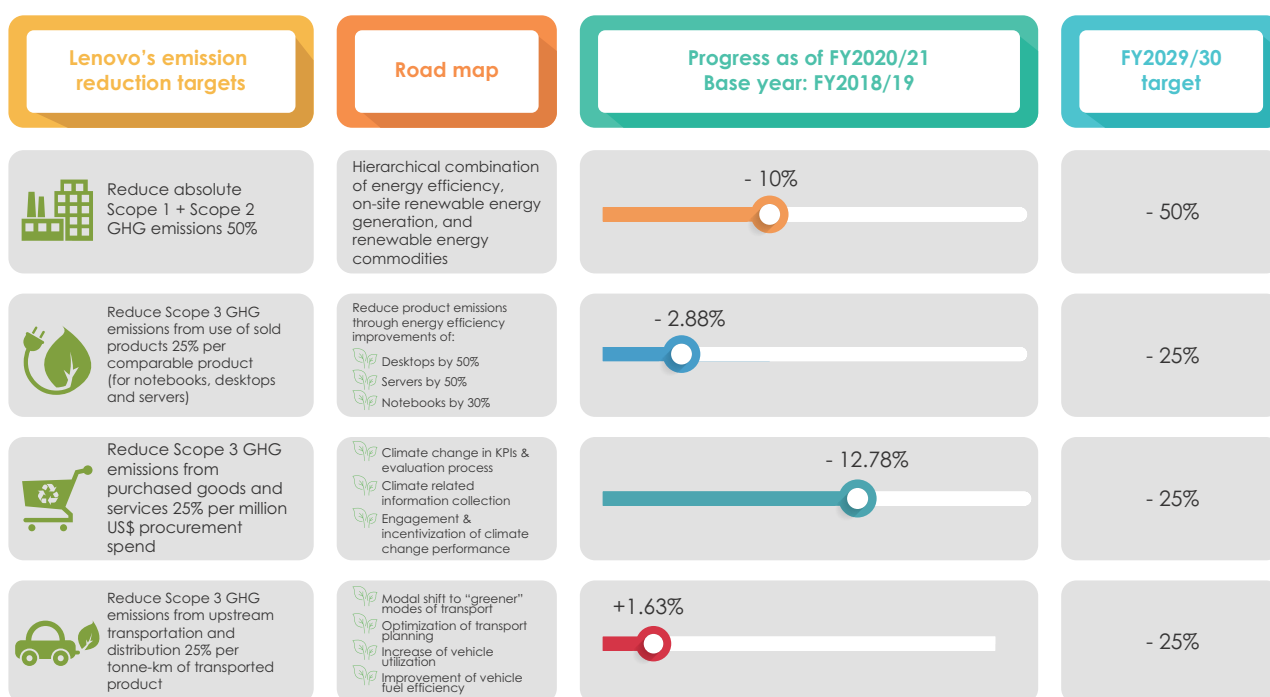 Lenovo's emission
reduction targets
Road map
Progress as of FY2020/21
Base year: FY2018/19
FY2029/30
target
Reduce absolute
Scope 1 + Scope 2
GHG emissions 50%
Hierarchical combination
of energy efficiency,
on-site renewable energy
generation, and
renewable energy
commodities
- 10%
- 50%
Reduce Scope 3 GHG
emissions from use of sold
products 25% per
comparable product
(for notebooks, desktops
and servers)
Reduce product emissions
through energy efficiency
improvements of:
Desktops by 50%
Servers by 50%
Notebooks by 30%
- 2.88%
- 25%
Reduce Scope 3 GHG
emissions from
purchased goods and
services 25% per million
US$ procurement
spend
Climate change in KPIs &
evaluation process
Climate related
information collection
Engagement &
incentivization of climate
change performance
- 12.78%
- 25%
Reduce Scope 3 GHG
emissions from upstream
transportation and
distribution 25% per
tonne-km of transported
product
Modal shift to “greener”
modes of transport
Optimization of transport
planning
Increase of vehicle
utilization
Improvement of vehicle
fuel efficiency
+1.63%
- 25%